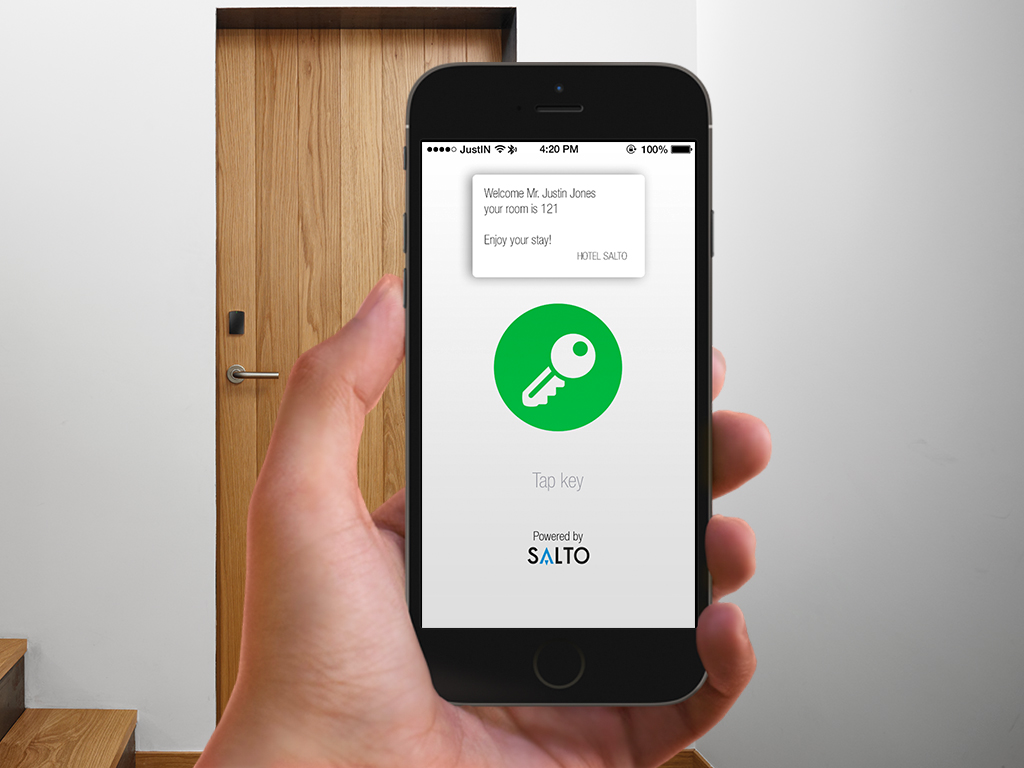 JustIN 4:20 PM 100%
Welcome Mr. Justin Jones
your room is 121
Enjoy your stay!
HOTEL SALTO
Tap key
Powered by
SALTO